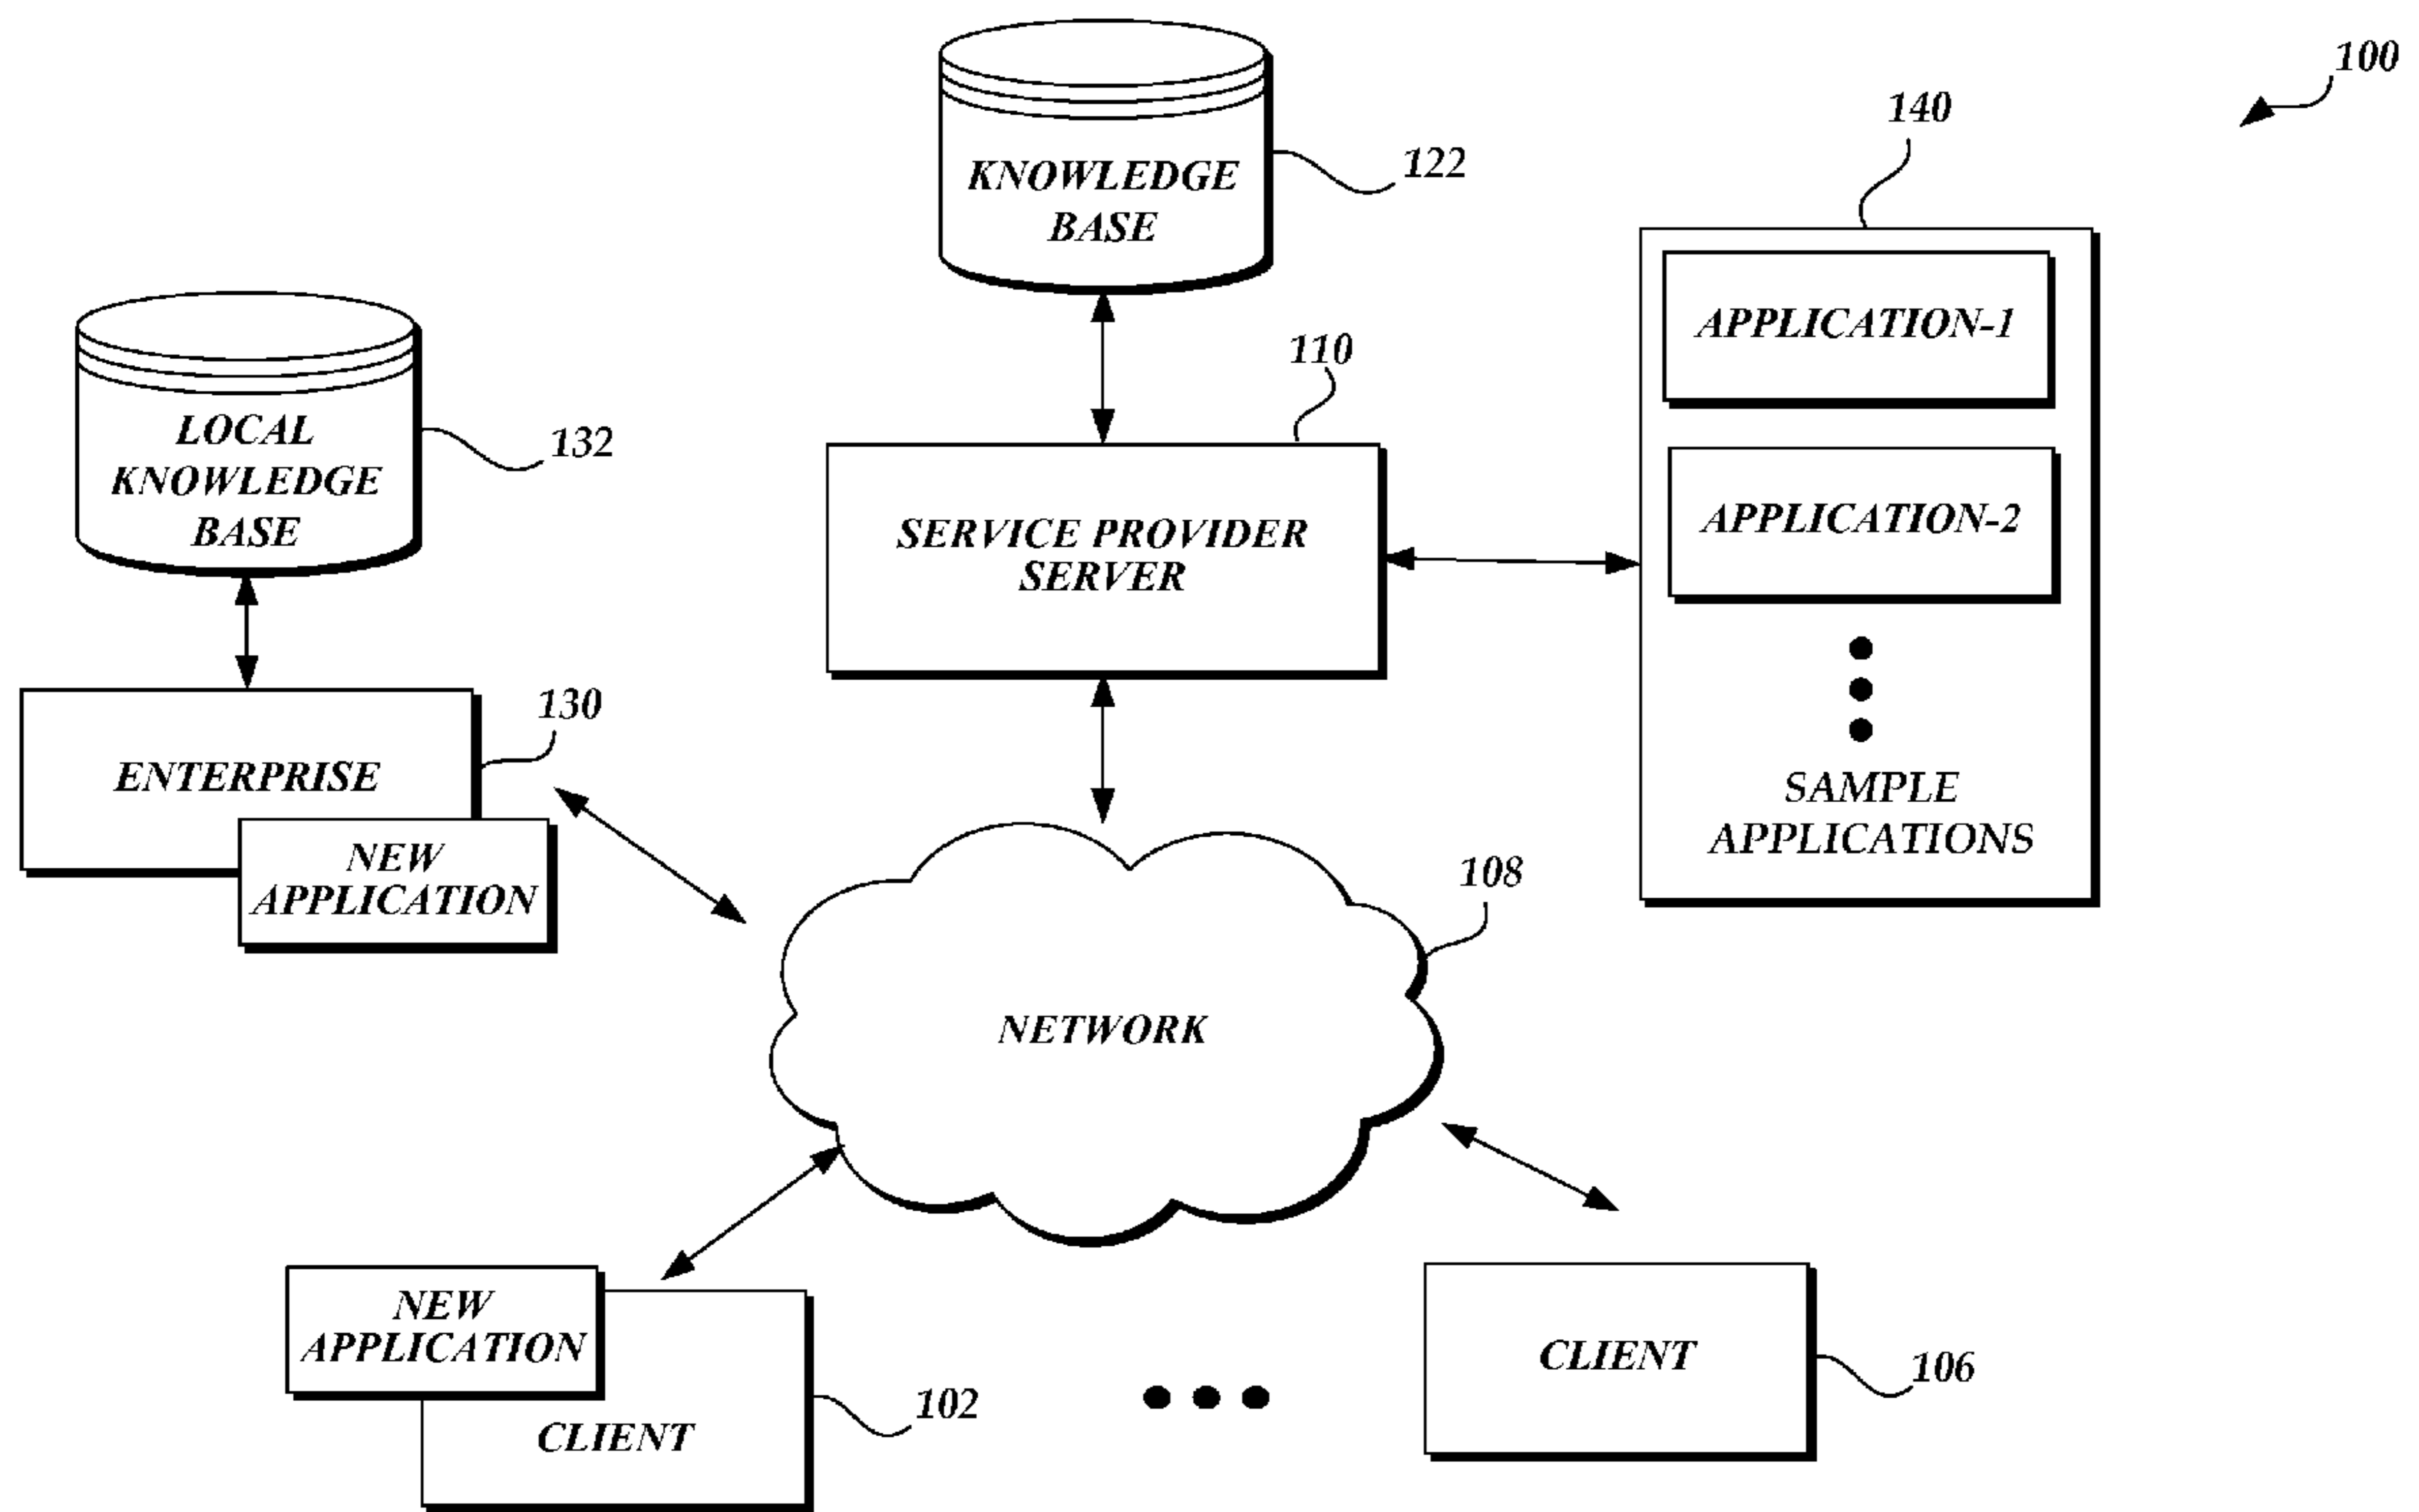 100
KNOWLEDGE
BASE
122
140
APPLICATION-1
APPLICATION-2
SAMPLE
APPLICATIONS
110
SERVICE PROVIDER
SERVER
LOCAL
KNOWLEDGE
BASE
132
130
ENTERPRISE
NEW
APPLICATION
108
NETWORK
NEW
APPLICATION
CLIENT
102
CLIENT
106